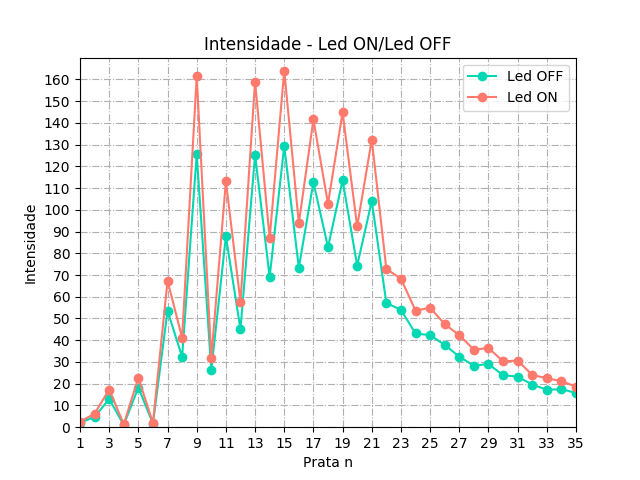 Intensidade - Led ON/Led OFF
Led OFF
Led ON
160
150
140
130
120
110
100
90
80
70
60
50
40
30
20
10
0
Intensidade
1 3 5 7 9 11 13 15 17 19 21 23 25 27 29 31 33 35
Prata n